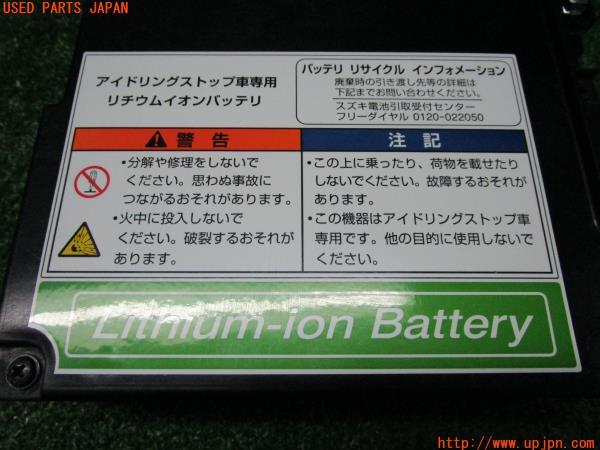 USED PARTS JAPAN
アイドリングストップ車専用
リチウムイオンバッテリ
バッテリ リサイクル インフォメーション
廃棄時の引き渡し先等の詳細は
下記までお問い合わせください。
スズキ電池引取受付センター
フリーダイヤル 0120-022050
警告
・分解や修理をしないで
ください。思わぬ事故に
つながるおそれがあります。
・火中に投入しないで
ください。破裂するおそれが
あります。
注記
・この上に乗ったり、荷物を載せたり
しないでください。故障するおそれが
あります。
・この機器はアイドリングストップ車
専用です。他の目的に使用しないで
ください。
Lithium-ion Battery
http://www.upjpn.com/